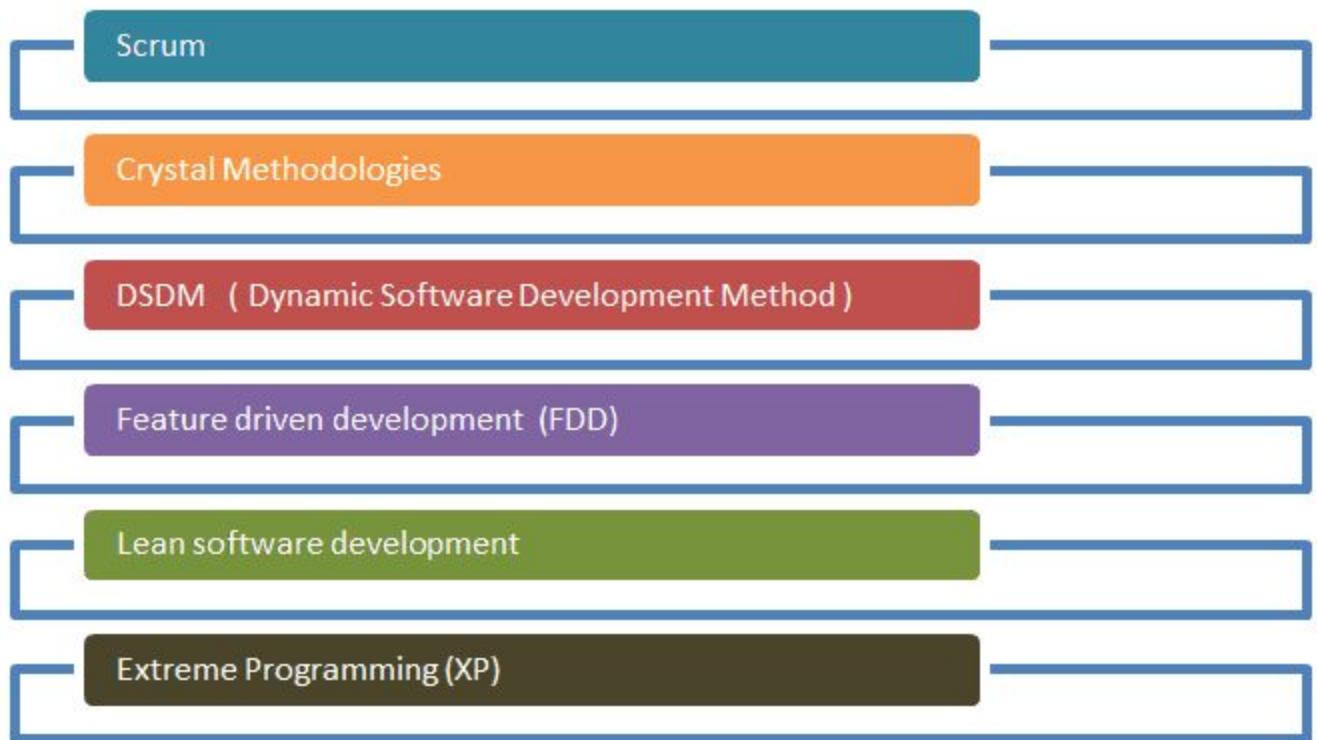 Scrum
Crystal Methodologies
DSDM ( Dynamic Software Development Method )
Feature driven development (FDD)
Lean software development
Extreme Programming (XP)